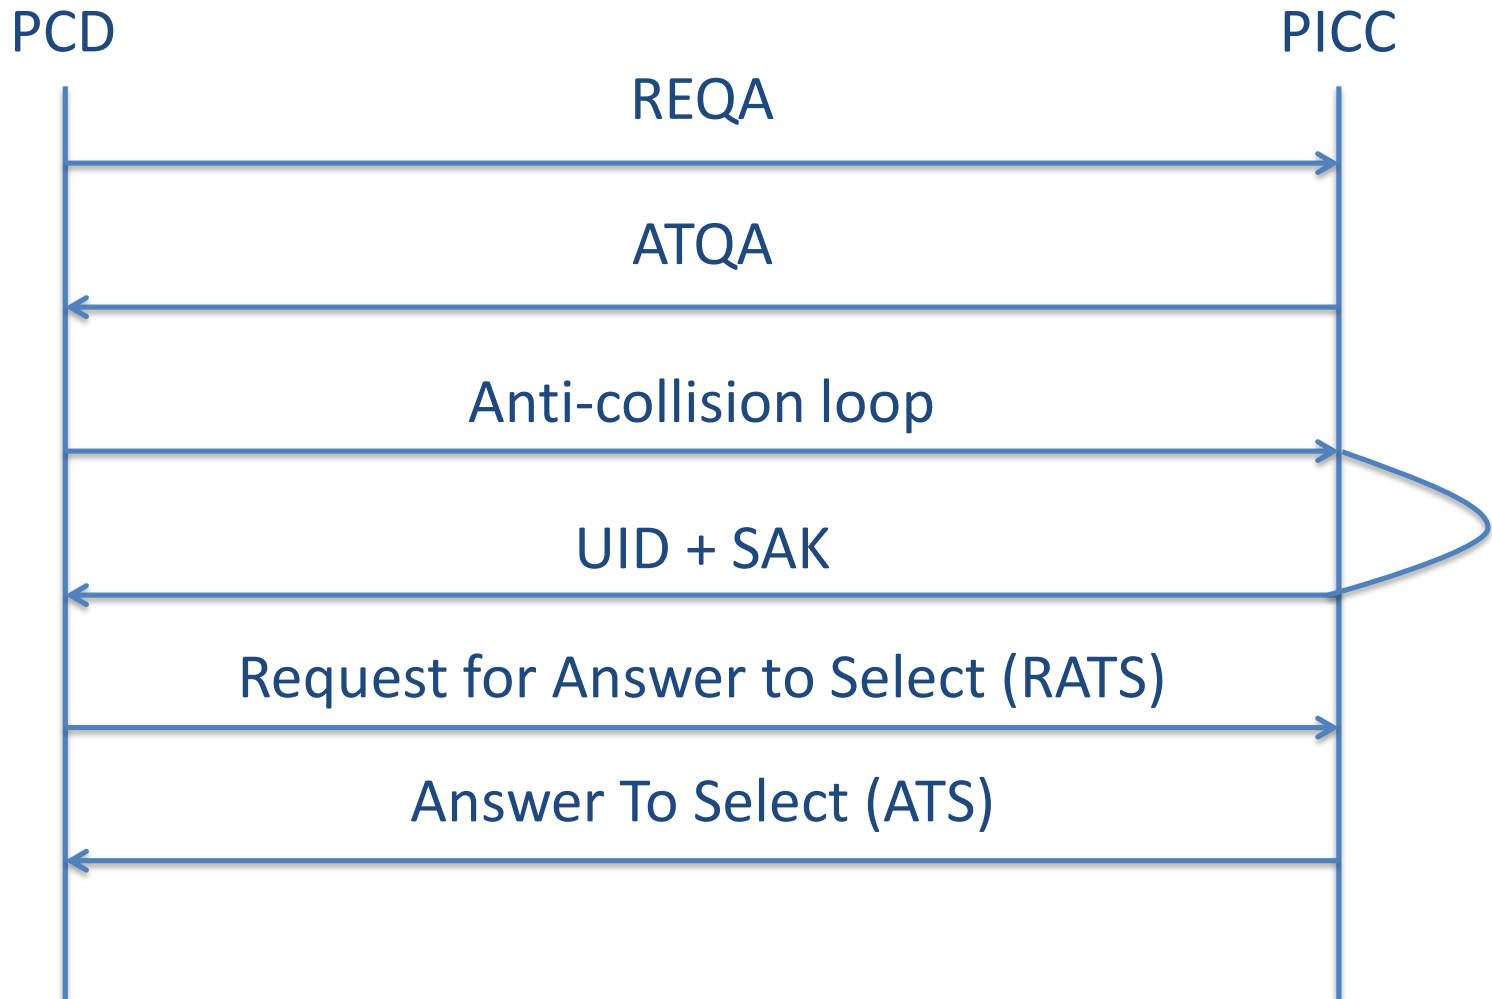 PCD
PICC
REQA
ATQA
Anti-collision loop
UID + SAK
Request for Answer to Select (RATS)
Answer To Select (ATS)